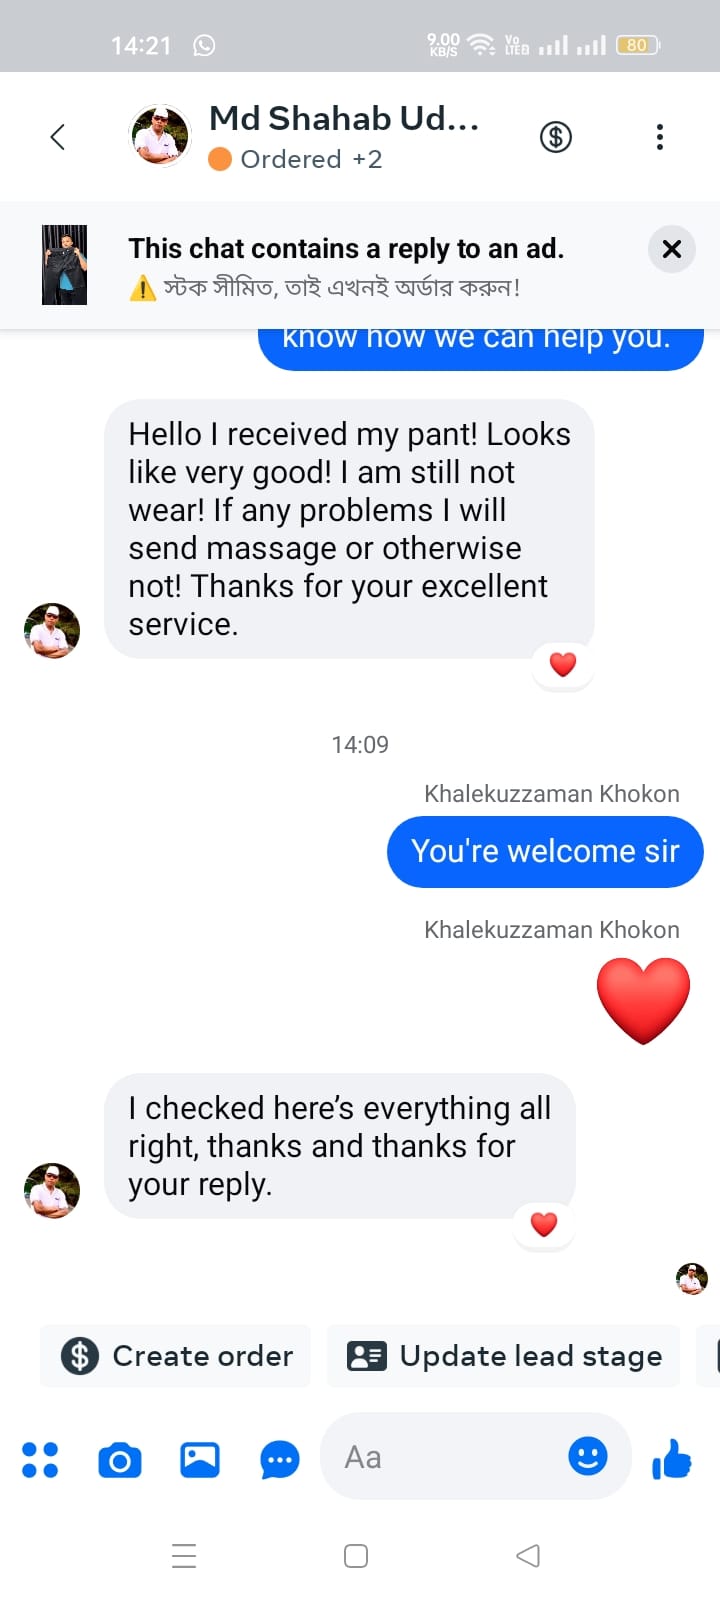 14:21
9.00 KB/S
Vo LTE
80
Md Shahab Ud...
Ordered +2
This chat contains a reply to an ad.
⚠️ স্টক সীমিত, তাই এখনই অর্ডার করুন!
know how we can help you.
Hello I received my pant! Looks
like very good! I am still not
wear! If any problems I will
send massage or otherwise
not! Thanks for your excellent
service.
14:09
Khalekuzzaman Khokon
You're welcome sir
Khalekuzzaman Khokon
I checked here's everything all
right, thanks and thanks for
your reply.
Create order
Update lead stage
Aa